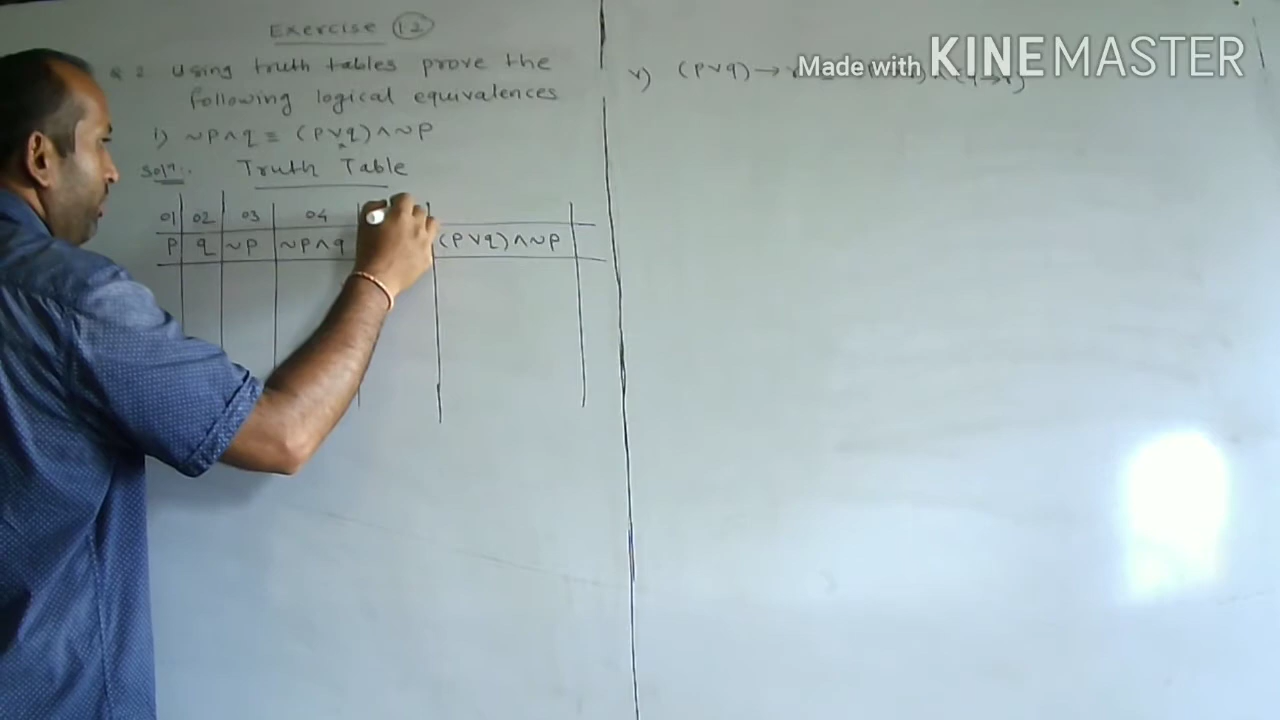 Exercise 1.2
Q 2 Using truth tables prove the
following logical equivalences
i) ~P∧q ≡ (P∨q)∧~P
Solⁿ:. Truth Table
01 02 03 04
P q ~P ~P∧q (P∨q)∧~P
v) (P∨q)→
Made with KINEMASTER